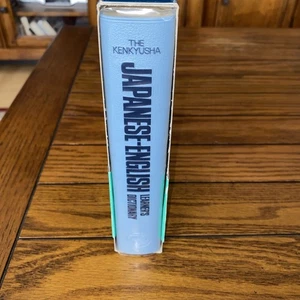 THE
KENKYUSHA
JAPANESE-ENGLISH
LEARNER'S
DICTIONARY